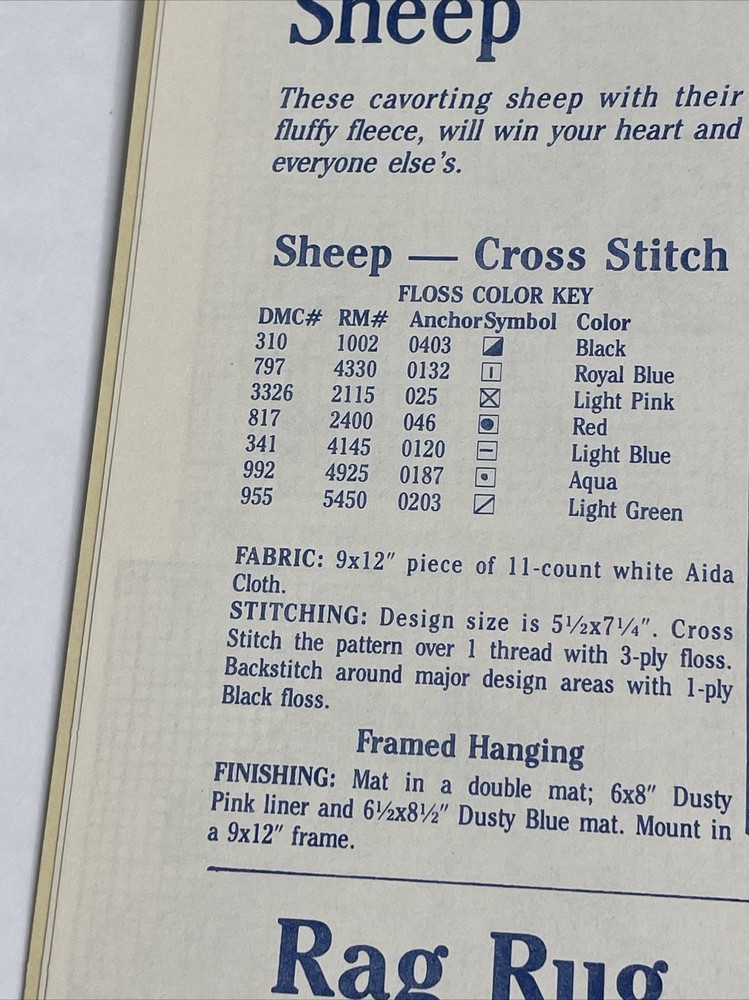 Sheep
These cavorting sheep with their
fluffy fleece, will win your heart and
everyone else's.
Sheep — Cross Stitch
FLOSS COLOR KEY
DMC# RM# Anchor Symbol Color
310 1002 0403 Black
797 4330 0132 Royal Blue
3326 2115 025 Light Pink
817 2400 046 Red
341 4145 0120 Light Blue
992 4925 0187 Aqua
955 5450 0203 Light Green
FABRIC: 9x12" piece of 11-count white Aida
Cloth.
STITCHING: Design size is 5½x7¼". Cross
Stitch the pattern over 1 thread with 3-ply floss.
Backstitch around major design areas with 1-ply
Black floss.
Framed Hanging
FINISHING: Mat in a double mat; 6x8" Dusty
Pink liner and 6½x8½" Dusty Blue mat. Mount in
a 9x12" frame.
Rag Rug